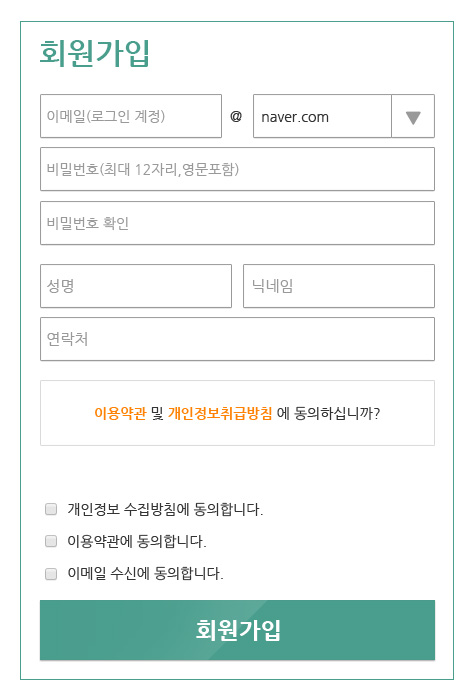 회원가입
이메일(로그인 계정) @ naver.com
비밀번호(최대 12자리,영문포함)
비밀번호 확인
성명 닉네임
연락처
이용약관 및 개인정보취급방침 에 동의하십니까?
개인정보 수집방침에 동의합니다.
이용약관에 동의합니다.
이메일 수신에 동의합니다.
회원가입